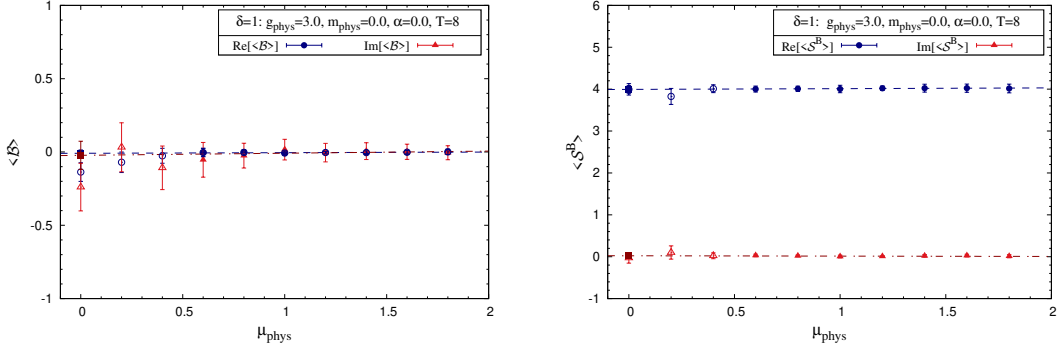 δ=1: g_phys=3.0, m_phys=0.0, α=0.0, T=8
Re[<ℬ>] Im[<ℬ>]
1
0.5
0
-0.5
-1
<ℬ>
0 0.5 1 1.5 2
μ_phys
δ=1: g_phys=3.0, m_phys=0.0, α=0.0, T=8
Re[<𝒮^B>] Im[<𝒮^B>]
6
5
4
3
2
1
0
-1
<𝒮^B>
0 0.5 1 1.5 2
μ_phys